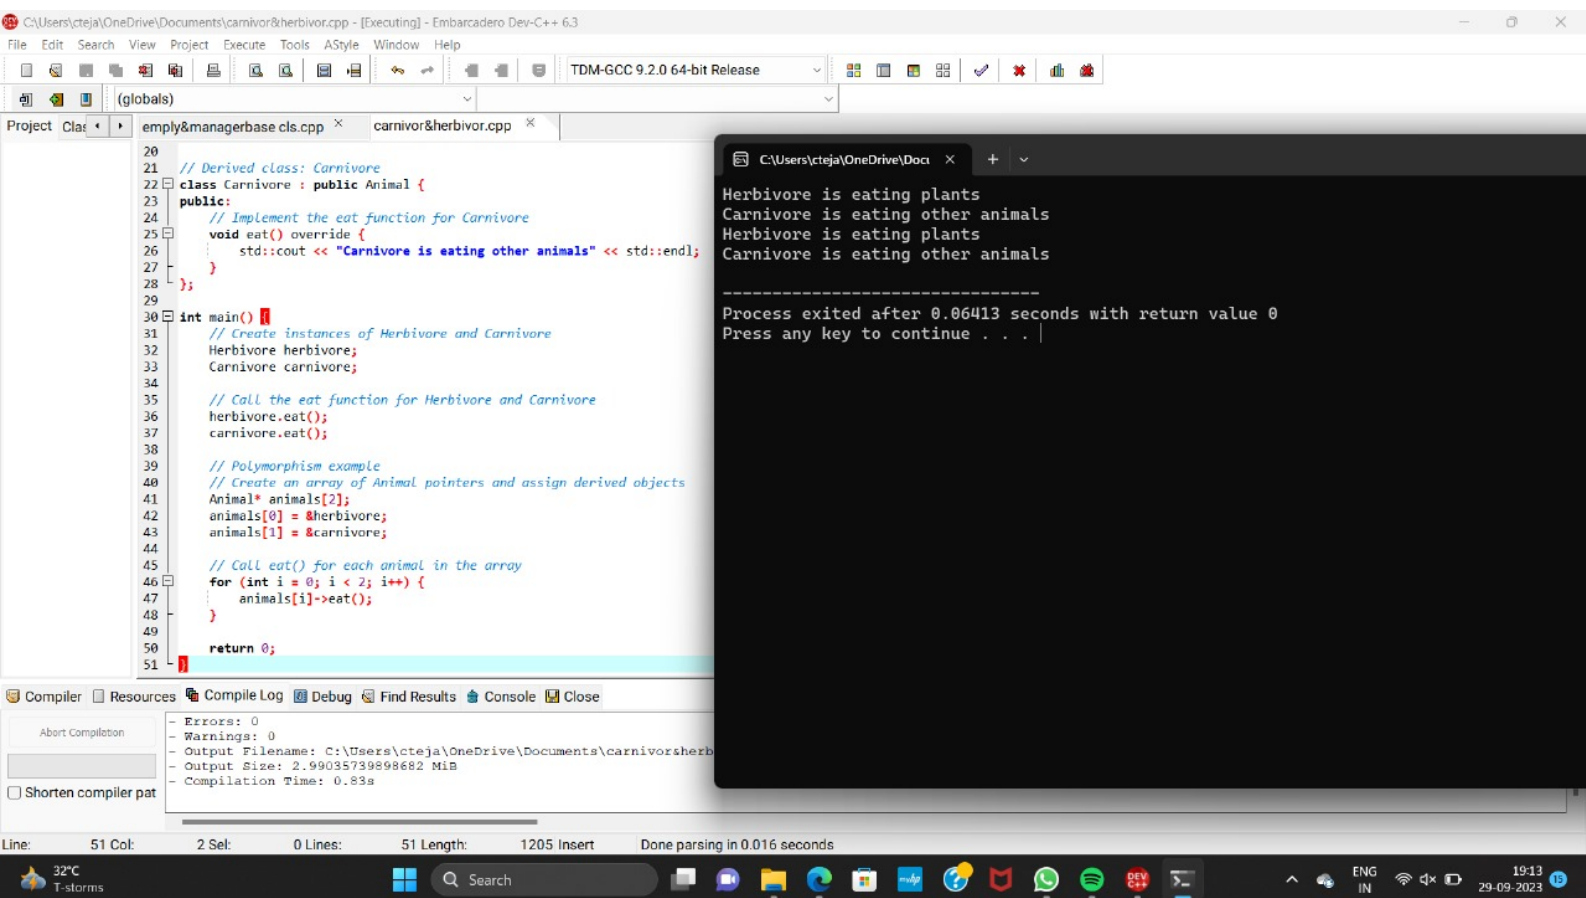 C:\Users\cteja\OneDrive\Documents\carnivor&herbivor.cpp - [Executing] - Embarcadero Dev-C++ 6.3
File Edit Search View Project Execute Tools AStyle Window Help
TDM-GCC 9.2.0 64-bit Release
(globals)
Project Clas
emply&managerbase cls.cpp
carnivor&herbivor.cpp
20
21 // Derived class: Carnivore
22 class Carnivore : public Animal {
23 public:
24 // Implement the eat function for Carnivore
25 void eat() override {
26 std::cout << "Carnivore is eating other animals" << std::endl;
27 }
28 };
29
30 int main() {
31 // Create instances of Herbivore and Carnivore
32 Herbivore herbivore;
33 Carnivore carnivore;
34
35 // Call the eat function for Herbivore and Carnivore
36 herbivore.eat();
37 carnivore.eat();
38
39 // Polymorphism example
40 // Create an array of Animal pointers and assign derived objects
41 Animal* animals[2];
42 animals[0] = &herbivore;
43 animals[1] = &carnivore;
44
45 // Call eat() for each animal in the array
46 for (int i = 0; i < 2; i++) {
47 animals[i]->eat();
48 }
49
50 return 0;
51 }
C:\Users\cteja\OneDrive\Docu
Herbivore is eating plants
Carnivore is eating other animals
Herbivore is eating plants
Carnivore is eating other animals
--------------------------------
Process exited after 0.06413 seconds with return value 0
Press any key to continue . . .
Compiler Resources Compile Log Debug Find Results Console Close
Abort Compilation
Shorten compiler pat
- Errors: 0
- Warnings: 0
- Output Filename: C:\Users\cteja\OneDrive\Documents\carnivor&herb
- Output Size: 2.99035739898682 MiB
- Compilation Time: 0.83s
Line: 51 Col: 2 Sel: 0 Lines: 51 Length: 1205 Insert Done parsing in 0.016 seconds
32°C
T-storms
Search
myhp
DEV
C++
ENG
IN
19:13
29-09-2023
15